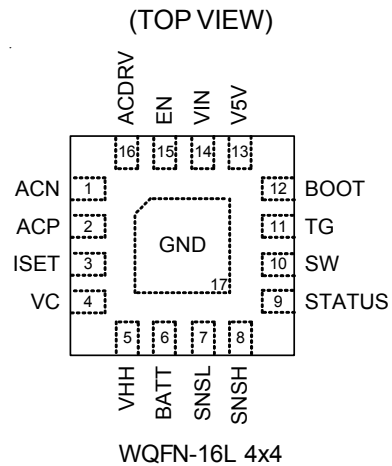 (TOP VIEW)
ACDRV
EN
VIN
V5V
16
15
14
13
ACN 1
ACP 2
ISET 3
VC 4
GND
17
12 BOOT
11 TG
10 SW
9 STATUS
5
6
7
8
VHH
BATT
SNSL
SNSH
WQFN-16L 4x4